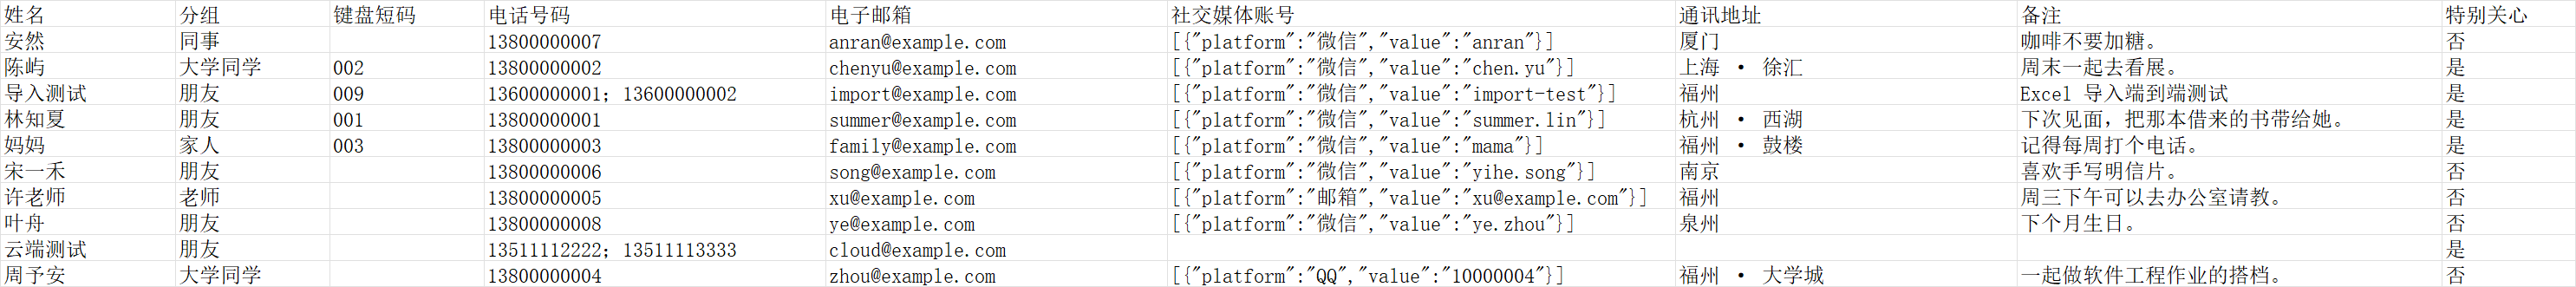 姓名 分组 键盘短码 电话号码 电子邮箱 社交媒体账号 通讯地址 备注 特别关心
安然 同事 13800000007 anran@example.com [{"platform":"微信","value":"anran"}] 厦门 咖啡不要加糖。 否
陈屿 大学同学 002 13800000002 chenyu@example.com [{"platform":"微信","value":"chen.yu"}] 上海 · 徐汇 周末一起去看展。 是
导入测试 朋友 009 13600000001；13600000002 import@example.com [{"platform":"微信","value":"import-test"}] 福州 Excel 导入端到端测试 是
林知夏 朋友 001 13800000001 summer@example.com [{"platform":"微信","value":"summer.lin"}] 杭州 · 西湖 下次见面，把那本借来的书带给她。 是
妈妈 家人 003 13800000003 family@example.com [{"platform":"微信","value":"mama"}] 福州 · 鼓楼 记得每周打个电话。 是
宋一禾 朋友 13800000006 song@example.com [{"platform":"微信","value":"yihe.song"}] 南京 喜欢手写明信片。 否
许老师 老师 13800000005 xu@example.com [{"platform":"邮箱","value":"xu@example.com"}] 福州 周三下午可以去办公室请教。 否
叶舟 朋友 13800000008 ye@example.com [{"platform":"微信","value":"ye.zhou"}] 泉州 下个月生日。 否
云端测试 朋友 13511112222；13511113333 cloud@example.com 是
周予安 大学同学 13800000004 zhou@example.com [{"platform":"QQ","value":"10000004"}] 福州 · 大学城 一起做软件工程作业的搭档。 否